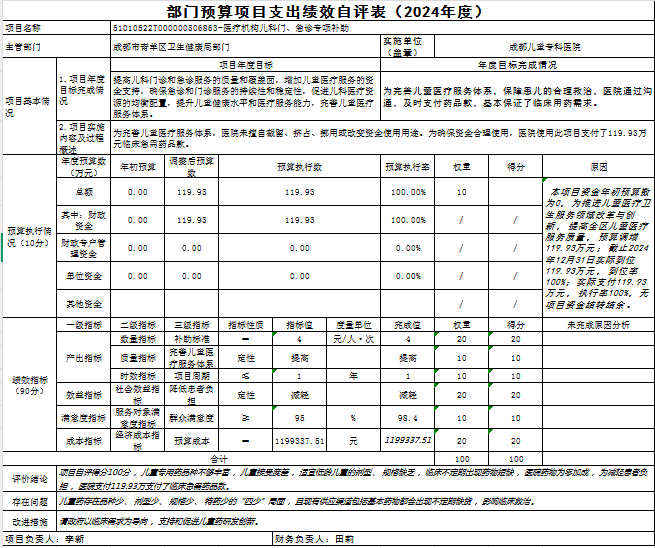 部门预算项目支出绩效自评表（2024年度）
项目名称 51010522T000000306863-医疗机构儿科门、急诊专项补助
主管部门 成都市青羊区卫生健康局部门 实施单位（盖章） 成都儿童专科医院
项目基本情况 1. 项目年度目标完成情况 项目年度目标 年度目标完成情况
提高儿科门诊和急诊服务的质量和覆盖面，增加儿童医疗服务的资
金支持，确保急诊和门诊服务的持续性和稳定性，促进儿科医疗资
源的均衡配置，提升儿童健康水平和医疗服务能力，完善儿童医疗
服务体系。
为完善儿童医疗服务体系，保障患儿的合理救治，医院通过沟
通，及时支付药品款，基本保证了临床用药需求。
2. 项目实施内容及过程概述
为完善儿童医疗服务体系，医院未擅自截留、挤占、挪用或改变资金使用用途。为确保资金合理使用，医院使用此项目支付了119.93万
元临床急需药品款。
预算执行情况（10分） 年度预算数（万元） 年初预算 调整后预算数 预算执行数 预算执行率 权重 得分 原因
总额 0.00 119.93 119.93 100.00% 10
其中：财政资金 0.00 119.93 119.93 100.00% / /
财政专户管理资金 0.00 0.00 0.00 0.00% / /
单位资金 0.00 0.00 0.00 0.00% / /
其他资金 / /
本项目资金年初预算数
为0，为推进儿童医疗卫
生服务领域改革与创
新，提高全区儿童医疗
服务质量，预算调增
119.93万元；截止2024
年12月31日实际到位
119.93万元，到位率
100%；实际支付119.93
万元，执行率100%，无
项目资金结转结余。
绩效指标（90分） 一级指标 二级指标 三级指标 指标性质 指标值 度量单位 完成值 权重 得分 未完成原因分析
产出指标 数量指标 补助标准 ＝ 4 元/人·次 4 20 20
质量指标 完善儿童医疗服务体系 定性 提高 提高 10 10
时效指标 项目周期 ≤ 1 年 1 10 10
效益指标 社会效益指标 降低患者负担 定性 减轻 减轻 20 20
满意度指标 服务对象满意度指标 群众满意度 ≥ 95 % 98.4 10 10
成本指标 经济成本指标 预算成本 ＝ 1199337.51 元 1199337.51 20 20
合计 100 100
评价结论 项目自评得分100分，儿童专用药品种不够丰富，儿童接受度差，适宜低龄儿童的剂型、规格缺乏，临床不定期出现药物短缺，医院药物为零加成，为减轻患者负
担，医院支付119.93万支付了临床急需药品款。
存在问题 儿童药存在品种少、剂型少、规格少、特药少的“四少”局面，且现有供应渠道包括基本药物都会出现不定期缺货，影响临床救治。
改进措施 请政府以临床需求为导向，支持和促进儿童药研发创新。
项目负责人：李新 财务负责人：田莉